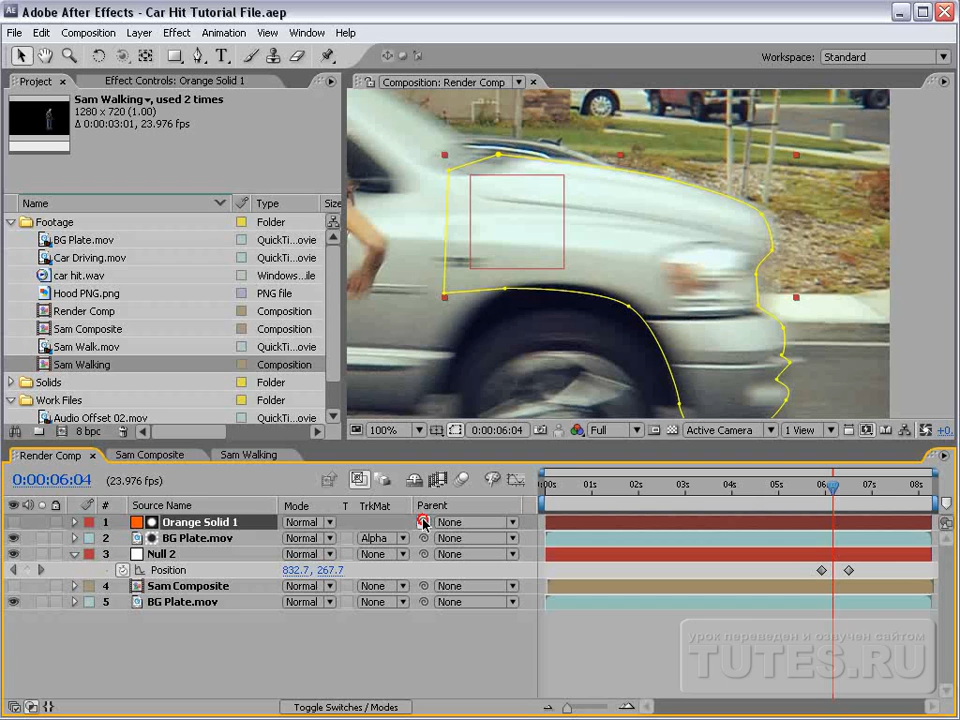 Adobe After Effects - Car Hit Tutorial File.aep
File Edit Composition Layer Effect Animation View Window Help
Workspace: Standard
Project Effect Controls: Orange Solid 1
Composition: Render Comp
Sam Walking, used 2 times
1280 x 720 (1.00)
Δ 0:00:03:01, 23.976 fps
Name Type Size
Footage Folder
BG Plate.mov QuickTi...ovie
Car Driving.mov QuickTi...ovie
car hit.wav Windows...ile
Hood PNG.png PNG file
Render Comp Composition
Sam Composite Composition
Sam Walk.mov QuickTi...ovie
Sam Walking Composition
Solids Folder
Work Files Folder
Audio Offset 02.mov QuickTi...ovie
8 bpc
100% 0:00:06:04 Full Active Camera 1 View +0.
Render Comp Sam Composite Sam Walking
0:00:06:04 (23.976 fps)
:00s 01s 02s 03s 04s 05s 06s 07s 08s
# Source Name Mode T TrkMat Parent
1 Orange Solid 1 Normal None
2 BG Plate.mov Normal Alpha None
3 Null 2 Normal None None
Position 832.7, 267.7
4 Sam Composite Normal None None
5 BG Plate.mov Normal None None
урок переведен и озвучен сайтом
TUTES.RU
Toggle Switches / Modes